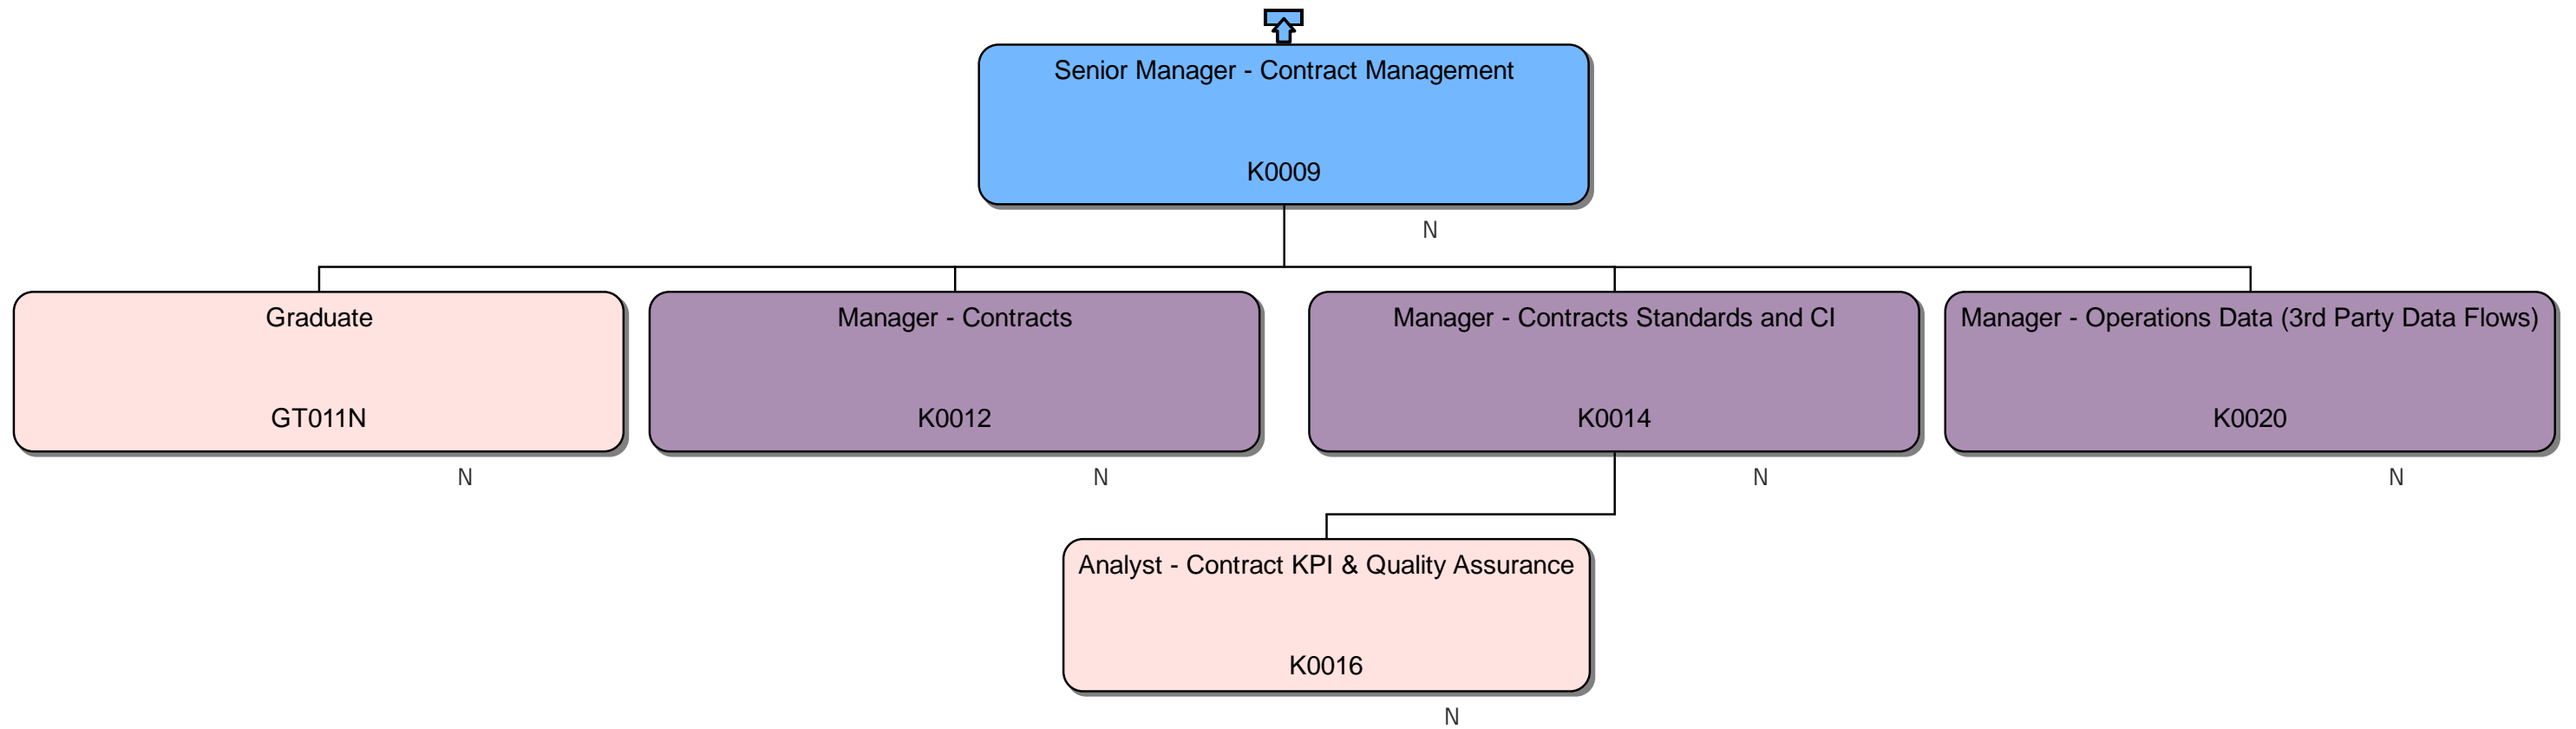 Senior Manager - Contract Management
K0009
N
Graduate
GT011N
N
Manager - Contracts
K0012
N
Manager - Contracts Standards and CI
K0014
N
Manager - Operations Data (3rd Party Data Flows)
K0020
N
Analyst - Contract KPI & Quality Assurance
K0016
N